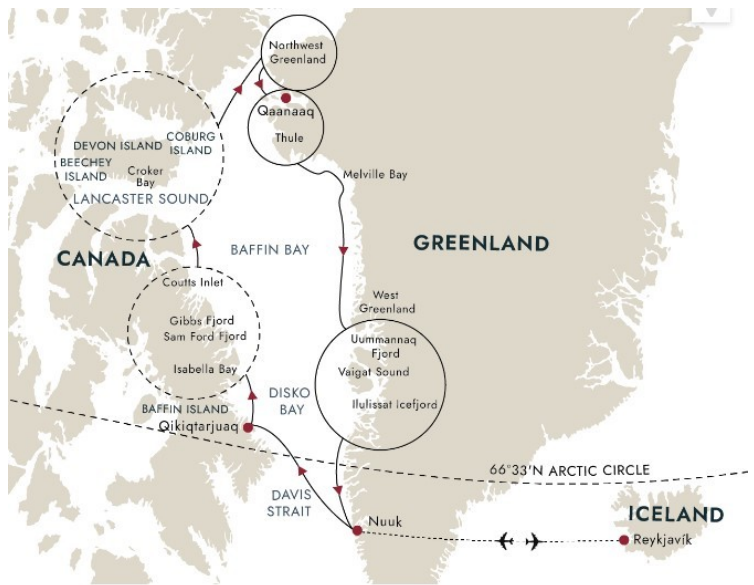 Northwest
Greenland
Qaanaaq
Thule
COBURG
ISLAND
DEVON ISLAND
BEECHEY
ISLAND
Croker
Bay
LANCASTER SOUND
Melville Bay
CANADA
BAFFIN BAY
GREENLAND
Coutts Inlet
Gibbs Fjord
Sam Ford Fjord
Isabella Bay
West
Greenland
Uummannaq
Fjord
Vaigat Sound
Ilulissat Icefjord
DISKO
BAY
BAFFIN ISLAND
Qikiqtarjuaq
66°33'N ARCTIC CIRCLE
DAVIS
STRAIT
Nuuk
ICELAND
Reykjavík